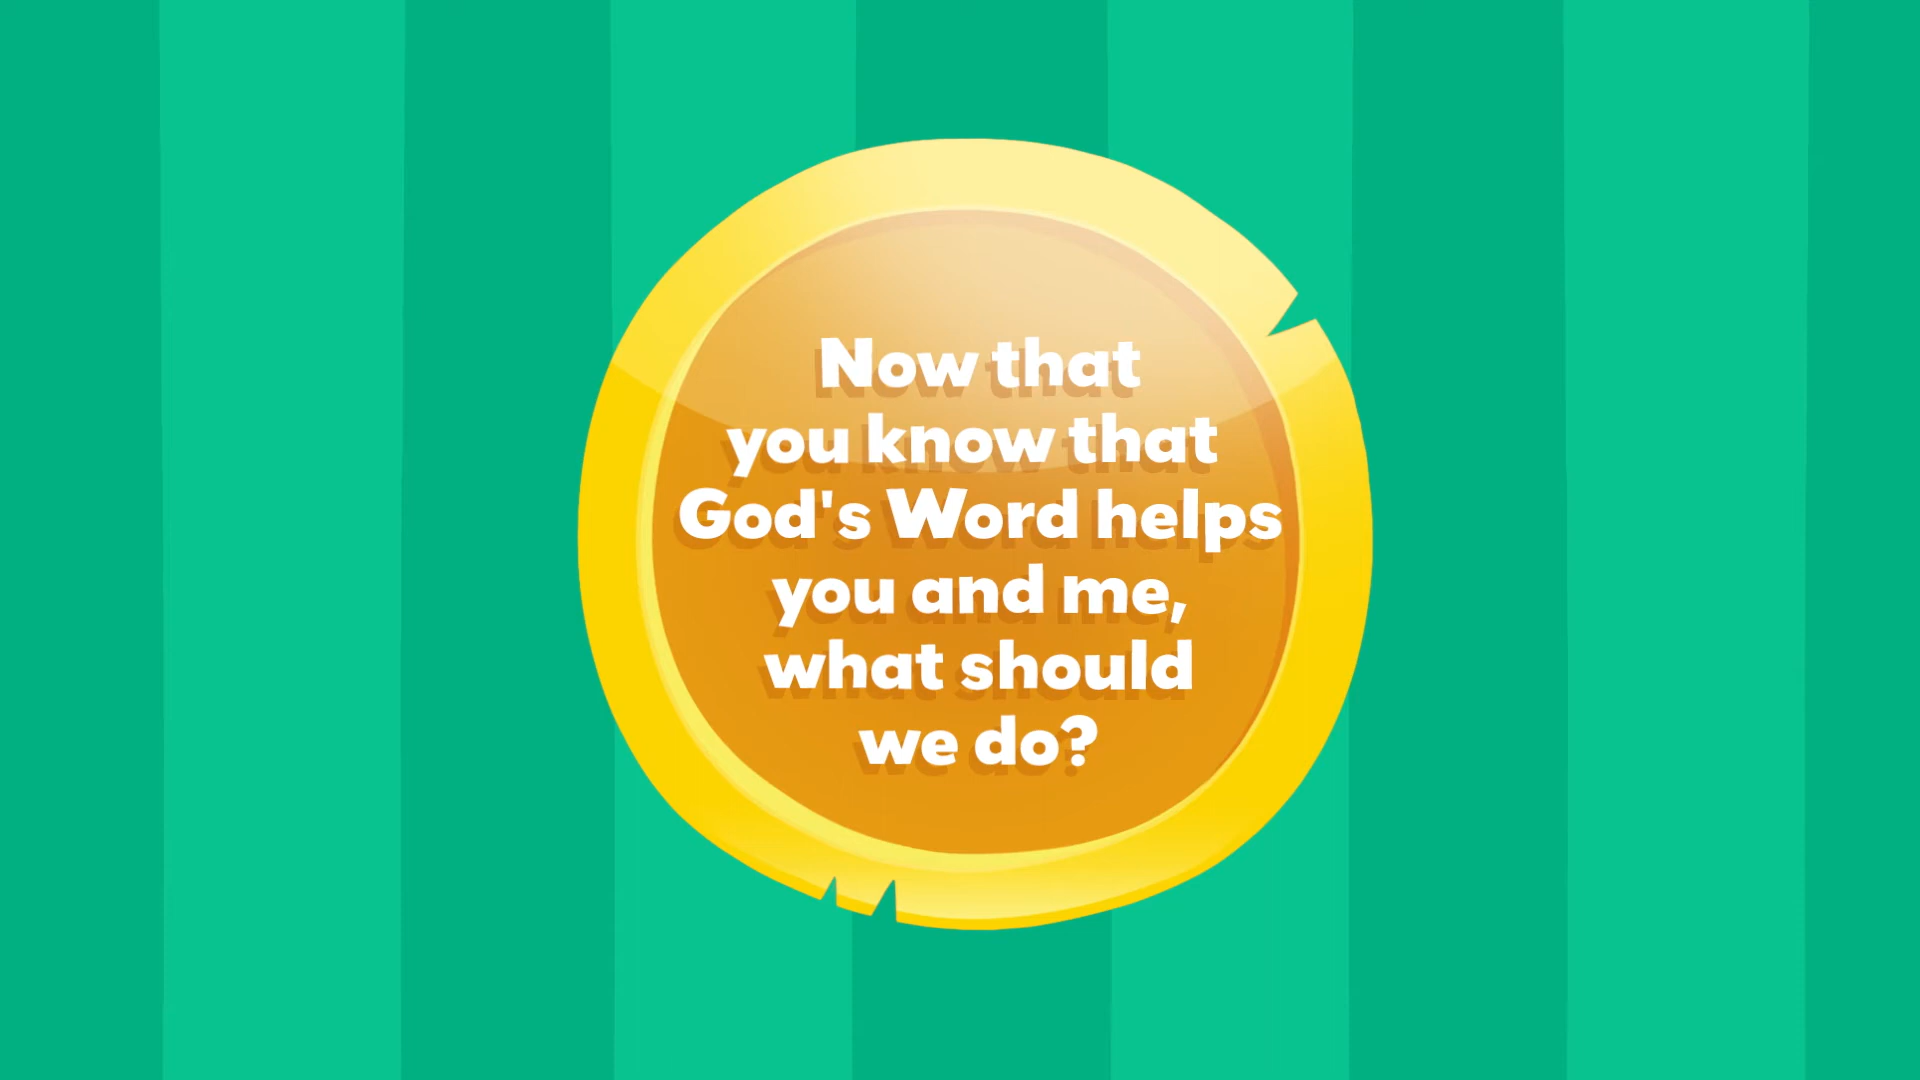 Now that
you know that
God's Word helps
you and me,
what should
we do?